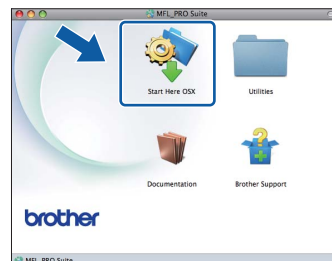 MFL_PRO Suite
Start Here OSX
Utilities
Documentation
Brother Support
brother
MFL_PRO Suite